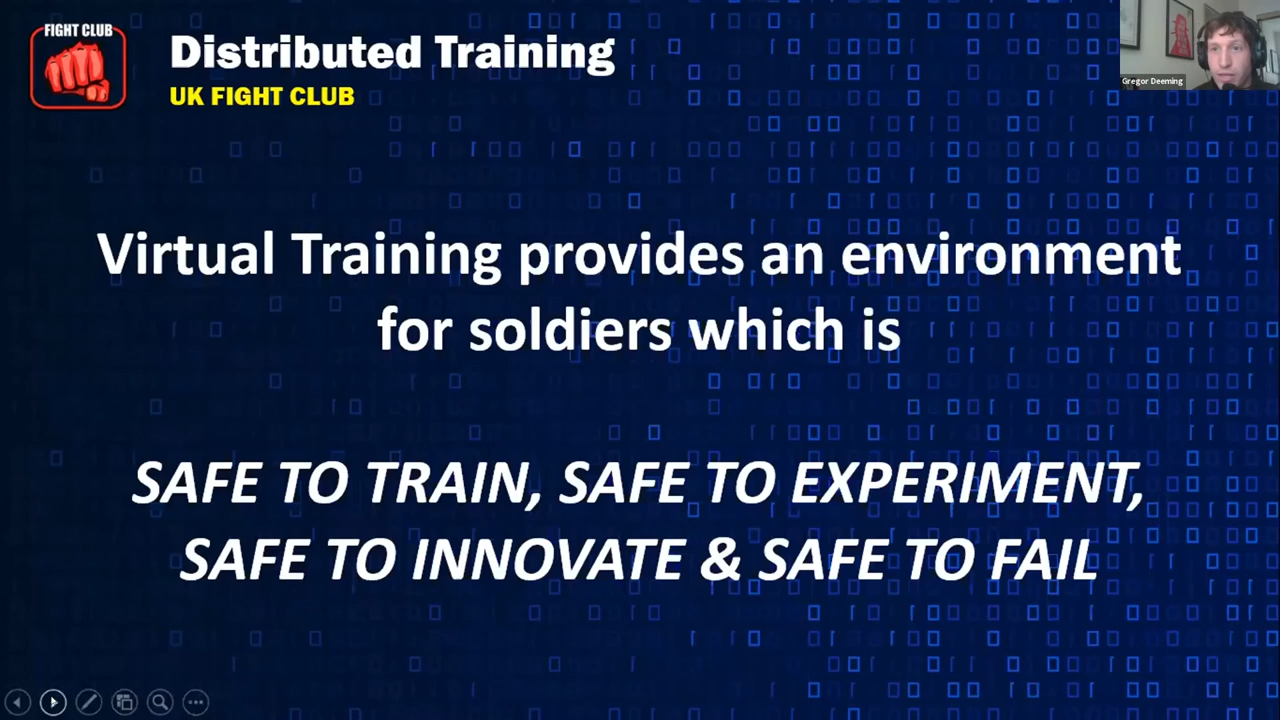 FIGHT CLUB
Distributed Training
UK FIGHT CLUB
Gregor Deeming
Virtual Training provides an environment
for soldiers which is
SAFE TO TRAIN, SAFE TO EXPERIMENT,
SAFE TO INNOVATE & SAFE TO FAIL